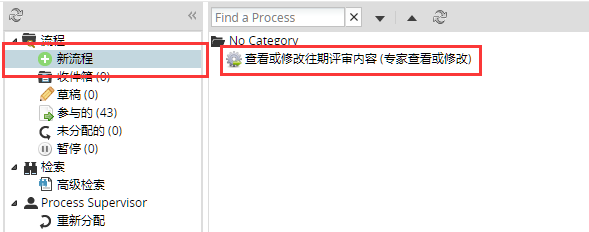 流程
新流程
收件箱 (0)
草稿 (0)
参与的 (43)
未分配的 (0)
暂停 (0)
检索
高级检索
Process Supervisor
重新分配
Find a Process
No Category
查看或修改往期评审内容 (专家查看或修改)